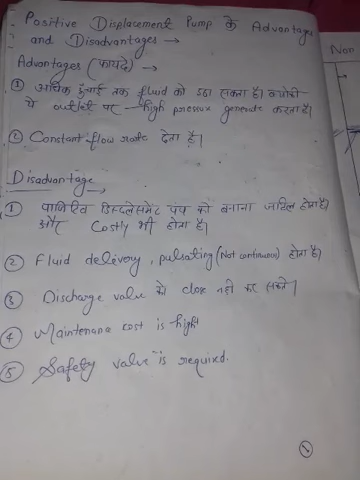 Positive Displacement Pump के Advantages
and Disadvantages →
Advantages (फायदे) →
① अधिक ऊंचाई तक fluid को उठा सकता है। क्योंकि
ये outlet पर high pressure generate करता है।
② Constant flow rate देता है।
Disadvantage →
① पॉजिटिव डिस्प्लेसमेंट पंप को बनाना जटिल होता है
और Costly भी होता है।
② Fluid delivery, pulsating (Not continuous) होता है।
③ Discharge valve को close नहीं कर सकते।
④ Maintenance cost is high
⑤ Safety valve is required.
①
Non